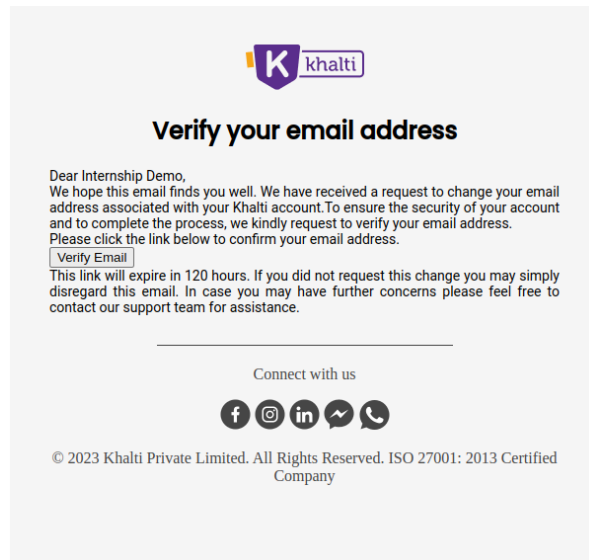 K khalti
Verify your email address
Dear Internship Demo,
We hope this email finds you well. We have received a request to change your email
address associated with your Khalti account.To ensure the security of your account
and to complete the process, we kindly request to verify your email address.
Please click the link below to confirm your email address.
Verify Email
This link will expire in 120 hours. If you did not request this change you may simply
disregard this email. In case you may have further concerns please feel free to
contact our support team for assistance.
Connect with us
f in
© 2023 Khalti Private Limited. All Rights Reserved. ISO 27001: 2013 Certified
Company